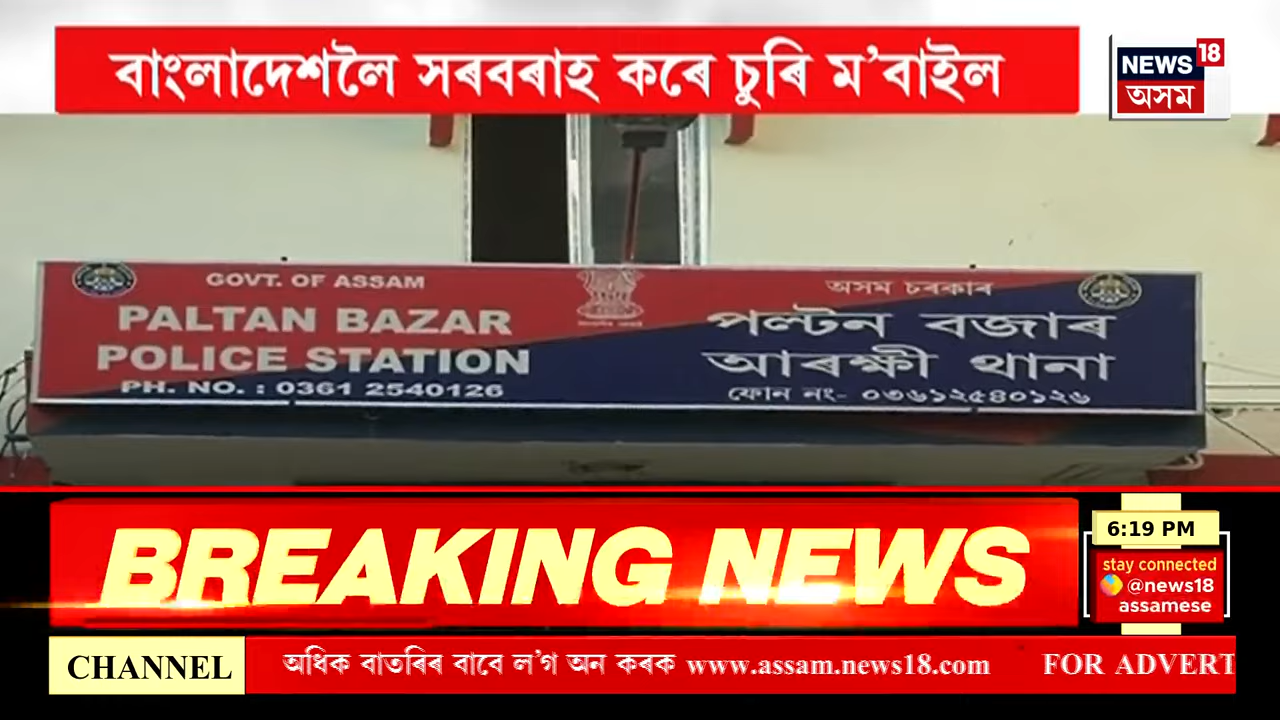 বাংলাদেশলৈ সৰবৰাহ কৰে চুৰি ম'বাইল
NEWS 18
অসম
GOVT. OF ASSAM
PALTAN BAZAR
POLICE STATION
PH. NO. : 0361 2540126
অসম চৰকাৰ
পল্টন বজাৰ
আৰক্ষী থানা
ফোন নং- ০৩৬১২৫৪০১২৬
BREAKING NEWS
6:19 PM
stay connected
@news18
assamese
CHANNEL
অধিক বাতৰিৰ বাবে ল'গ অন কৰক www.assam.news18.com
FOR ADVERT